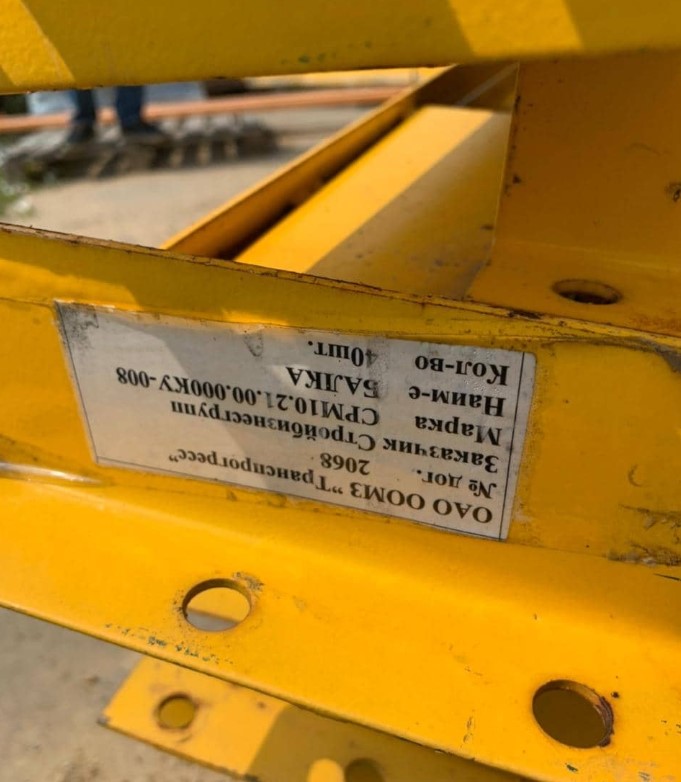 ОАО ООМЗ "Транспрогресс"
№ дог. 2068
Заказчик Стройбизнесгрупп
Марка СРМ10.21.00.000КУ-008
Наим-е БАЛКА
Кол-во 40шт.